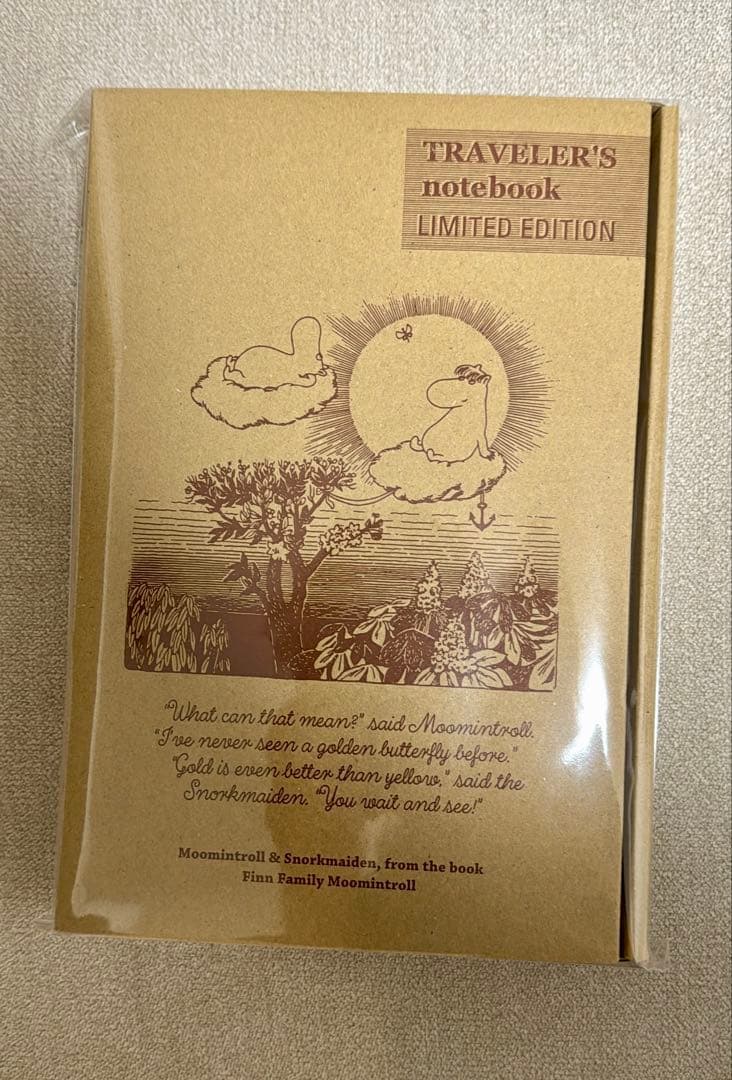 TRAVELER'S
notebook
LIMITED EDITION
"What can that mean?" said Moomintroll.
"I've never seen a golden butterfly before."
"Gold is even better than yellow," said the
Snorkmaiden. "You wait and see!"
Moomintroll & Snorkmaiden, from the book
Finn Family Moomintroll